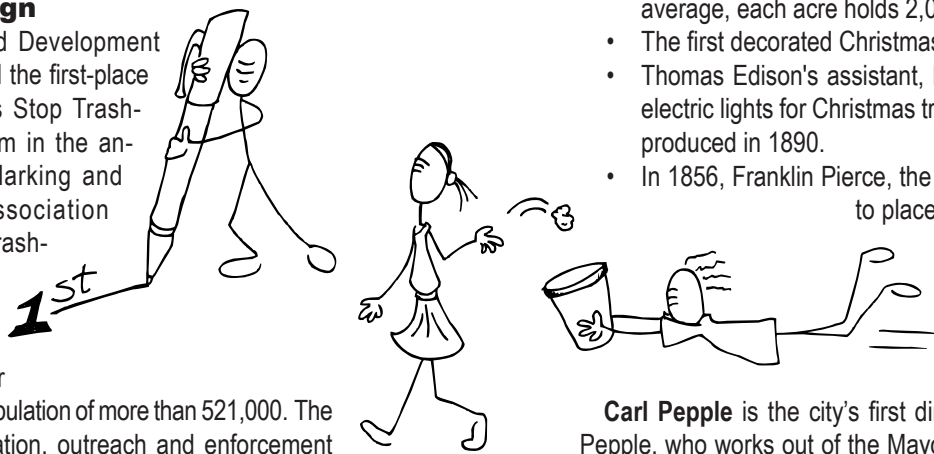 ign
d Development
d the first-place
s Stop Trash-
m in the an-
Marking and
ssociation
rash-
1st
r
pulation of more than 521,000. The
ation, outreach and enforcement
average, each acre holds 2,0
• The first decorated Christmas
• Thomas Edison's assistant,
electric lights for Christmas tr
produced in 1890.
• In 1856, Franklin Pierce, the
to place
Carl Pepple is the city's first di
Pepple, who works out of the Mayo